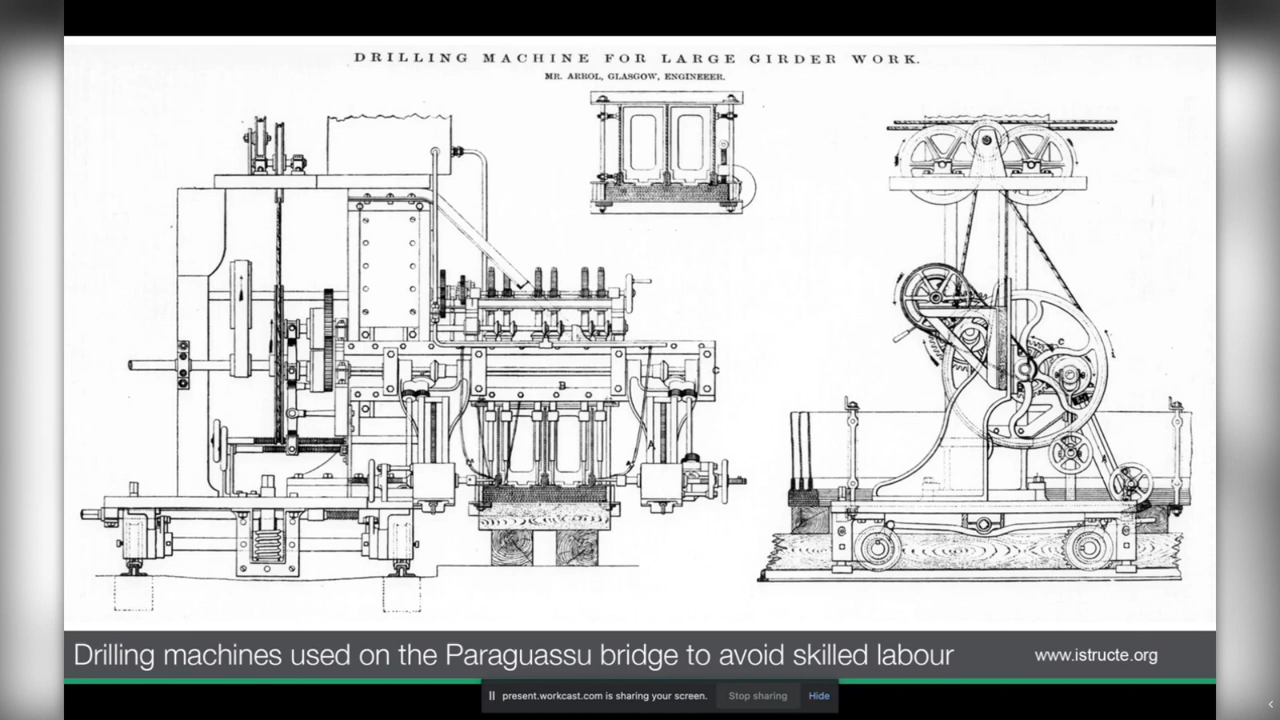 DRILLING MACHINE FOR LARGE GIRDER WORK.
MR. ARROL, GLASGOW, ENGINEER.
B
C
A
C
A
Drilling machines used on the Paraguassu bridge to avoid skilled labour
www.istructe.org
present.workcast.com is sharing your screen.
Stop sharing
Hide